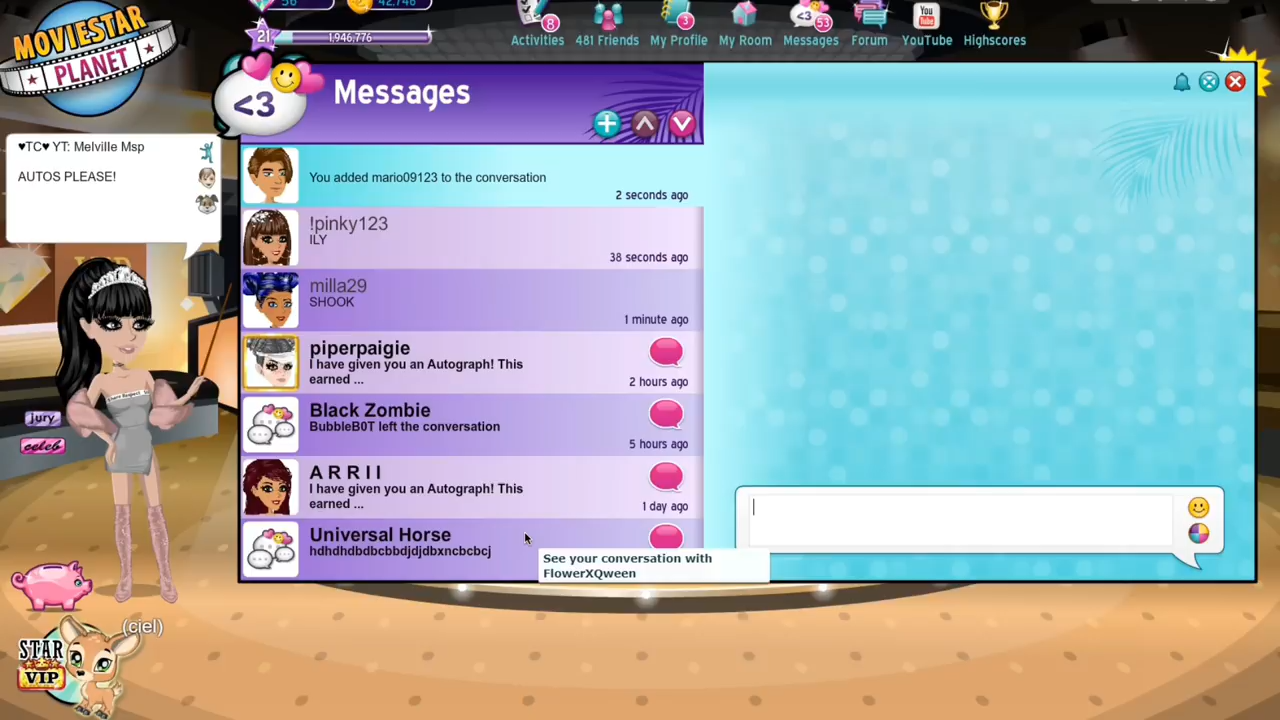 56
42,746
21
1,946,776
MOVIESTAR
PLANET
8
3
53
You
Tube
<3
Activities
481 Friends
My Profile
My Room
Messages
Forum
YouTube
Highscores
<3
Messages
♥TC♥ YT: Melville Msp
AUTOS PLEASE!
You added mario09123 to the conversation
2 seconds ago
!pinky123
ILY
38 seconds ago
milla29
SHOOK
1 minute ago
piperpaigie
I have given you an Autograph! This
earned ...
2 hours ago
Black Zombie
BubbleB0T left the conversation
5 hours ago
A R R I I
I have given you an Autograph! This
earned ...
1 day ago
Universal Horse
hdhdhdbdbcbbdjdjdbxncbcbcj
See your conversation with
FlowerXQween
jury
celeb
(ciel)
STAR
VIP